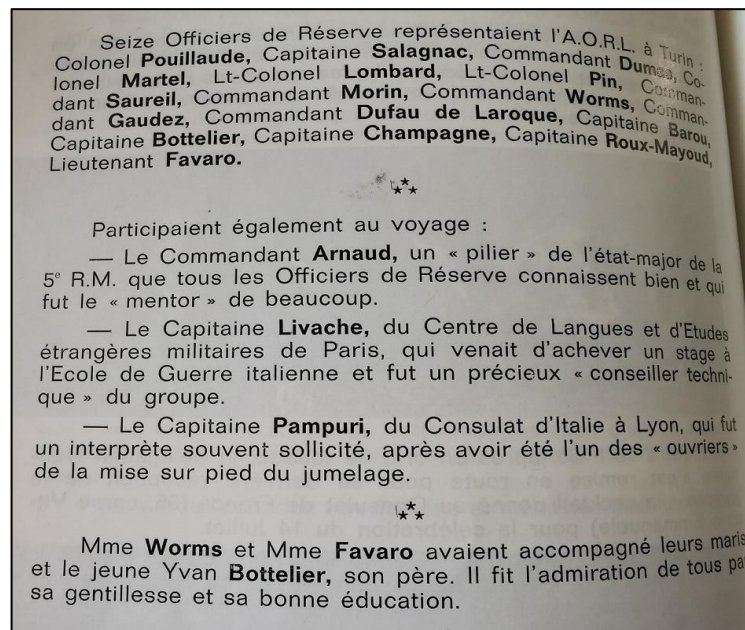 Seize Officiers de Réserve représentaient l'A.O.R.L. à Turin :
Colonel Pouillaude, Capitaine Salagnac, Commandant Dumas, Co-
lonel Martel, Lt-Colonel Lombard, Lt-Colonel Pin, Comman-
dant Saureil, Commandant Morin, Commandant Worms, Comman-
dant Gaudez, Commandant Dufau de Laroque, Capitaine Barou,
Capitaine Bottelier, Capitaine Champagne, Capitaine Roux-Mayoud,
Lieutenant Favaro.
Participaient également au voyage :
— Le Commandant Arnaud, un « pilier » de l'état-major de la
5e R.M. que tous les Officiers de Réserve connaissent bien et qui
fut le « mentor » de beaucoup.
— Le Capitaine Livache, du Centre de Langues et d'Etudes
étrangères militaires de Paris, qui venait d'achever un stage à
l'Ecole de Guerre italienne et fut un précieux « conseiller techni-
que » du groupe.
— Le Capitaine Pampuri, du Consulat d'Italie à Lyon, qui fut
un interprète souvent sollicité, après avoir été l'un des « ouvriers »
de la mise sur pied du jumelage.
Mme Worms et Mme Favaro avaient accompagné leurs maris
et le jeune Yvan Bottelier, son père. Il fit l'admiration de tous pa
sa gentillesse et sa bonne éducation.